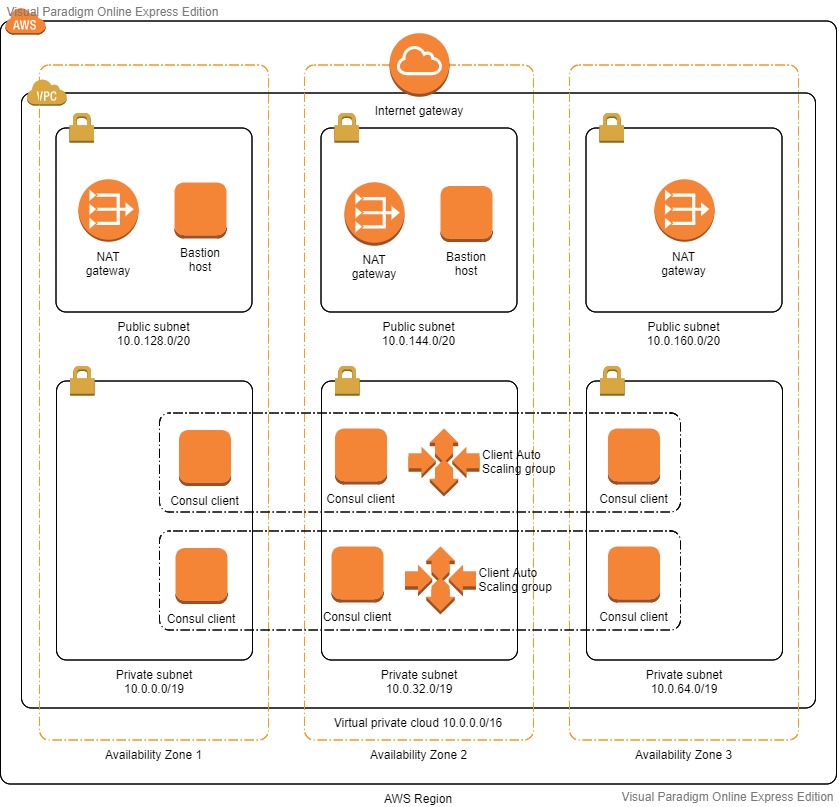 Visual Paradigm Online Express Edition
AWS
VPC
Internet gateway
NAT
gateway
Bastion
host
NAT
gateway
Bastion
host
NAT
gateway
Public subnet
10.0.128.0/20
Public subnet
10.0.144.0/20
Public subnet
10.0.160.0/20
Consul client
Consul client
Client Auto
Scaling group
Consul client
Consul client
Consul client
Client Auto
Scaling group
Consul client
Private subnet
10.0.0.0/19
Private subnet
10.0.32.0/19
Private subnet
10.0.64.0/19
Virtual private cloud 10.0.0.0/16
Availability Zone 1
Availability Zone 2
Availability Zone 3
AWS Region
Visual Paradigm Online Express Edition